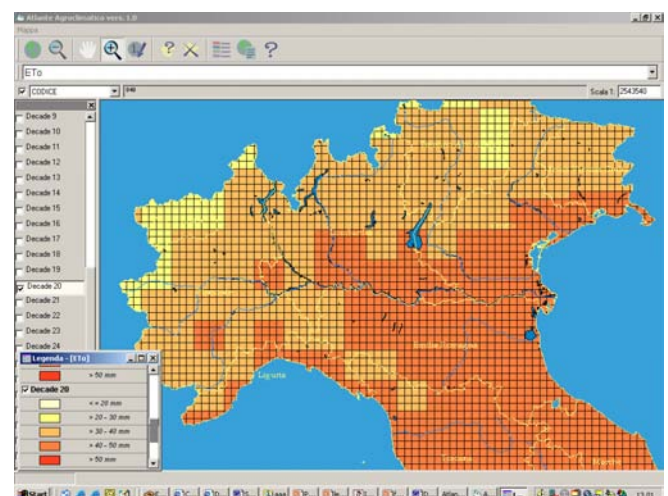 Atlante Agroclimatico vers. 1.0
Mappa
ETo
CODICE
Scala 1: 2543540
Decade 9
Decade 10
Decade 11
Decade 12
Decade 13
Decade 14
Decade 15
Decade 16
Decade 17
Decade 18
Decade 19
Decade 20
Decade 21
Decade 22
Decade 23
Decade 24
Legenda - [ETo]
> 50 mm
Decade 20
<= 20 mm
> 20 - 30 mm
> 30 - 40 mm
> 40 - 50 mm
> 50 mm
Liguria
Start